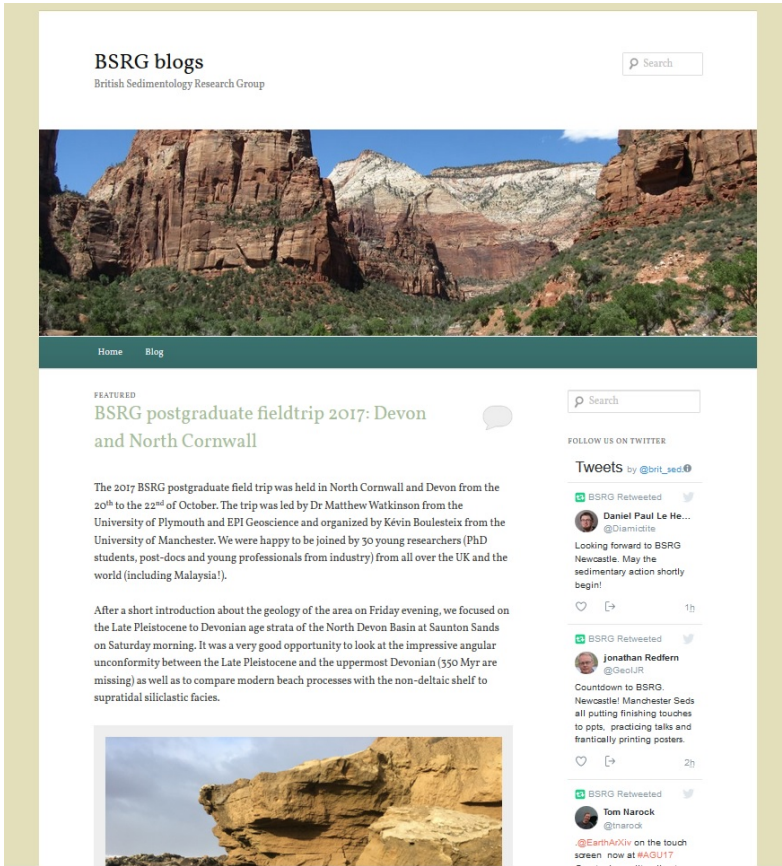 BSRG blogs
British Sedimentology Research Group
Search
Home Blog
FEATURED
BSRG postgraduate fieldtrip 2017: Devon
and North Cornwall
The 2017 BSRG postgraduate field trip was held in North Cornwall and Devon from the
20th to the 22nd of October. The trip was led by Dr Matthew Watkinson from the
University of Plymouth and EPI Geoscience and organized by Kévin Boulesteix from the
University of Manchester. We were happy to be joined by 30 young researchers (PhD
students, post-docs and young professionals from industry) from all over the UK and the
world (including Malaysia!).
After a short introduction about the geology of the area on Friday evening, we focused on
the Late Pleistocene to Devonian age strata of the North Devon Basin at Saunton Sands
on Saturday morning. It was a very good opportunity to look at the impressive angular
unconformity between the Late Pleistocene and the uppermost Devonian (350 Myr are
missing) as well as to compare modern beach processes with the non-deltaic shelf to
supratidal siliclastic facies.
Search
FOLLOW US ON TWITTER
Tweets by @brit_sed
BSRG Retweeted
Daniel Paul Le He...
@Diamictite
Looking forward to BSRG
Newcastle. May the
sedimentary action shortly
begin!
1h
BSRG Retweeted
jonathan Redfern
@GeolJR
Countdown to BSRG.
Newcastle! Manchester Seds
all putting finishing touches
to ppts, practicing talks and
frantically printing posters.
2h
BSRG Retweeted
Tom Narock
@tnarock
.@EarthArXiv on the touch
screen now at #AGU17